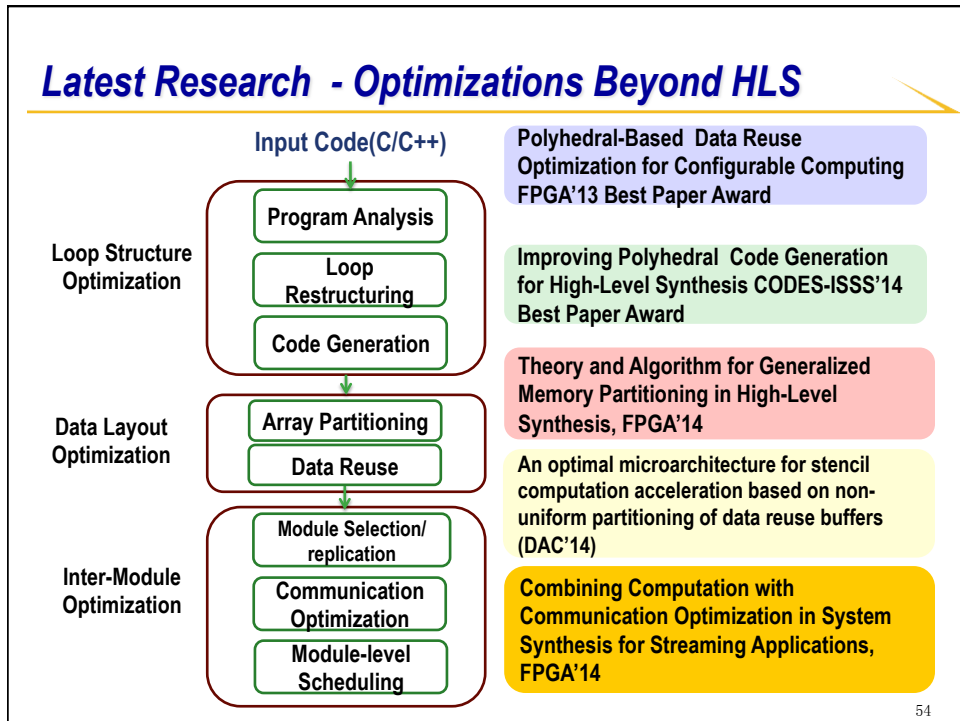 Latest Research - Optimizations Beyond HLS
Input Code(C/C++)
Loop Structure
Optimization
Program Analysis
Loop
Restructuring
Code Generation
Data Layout
Optimization
Array Partitioning
Data Reuse
Inter-Module
Optimization
Module Selection/
replication
Communication
Optimization
Module-level
Scheduling
Polyhedral-Based Data Reuse
Optimization for Configurable Computing
FPGA’13 Best Paper Award
Improving Polyhedral Code Generation
for High-Level Synthesis CODES-ISSS’14
Best Paper Award
Theory and Algorithm for Generalized
Memory Partitioning in High-Level
Synthesis, FPGA’14
An optimal microarchitecture for stencil
computation acceleration based on non-
uniform partitioning of data reuse buffers
(DAC’14)
Combining Computation with
Communication Optimization in System
Synthesis for Streaming Applications,
FPGA’14
54